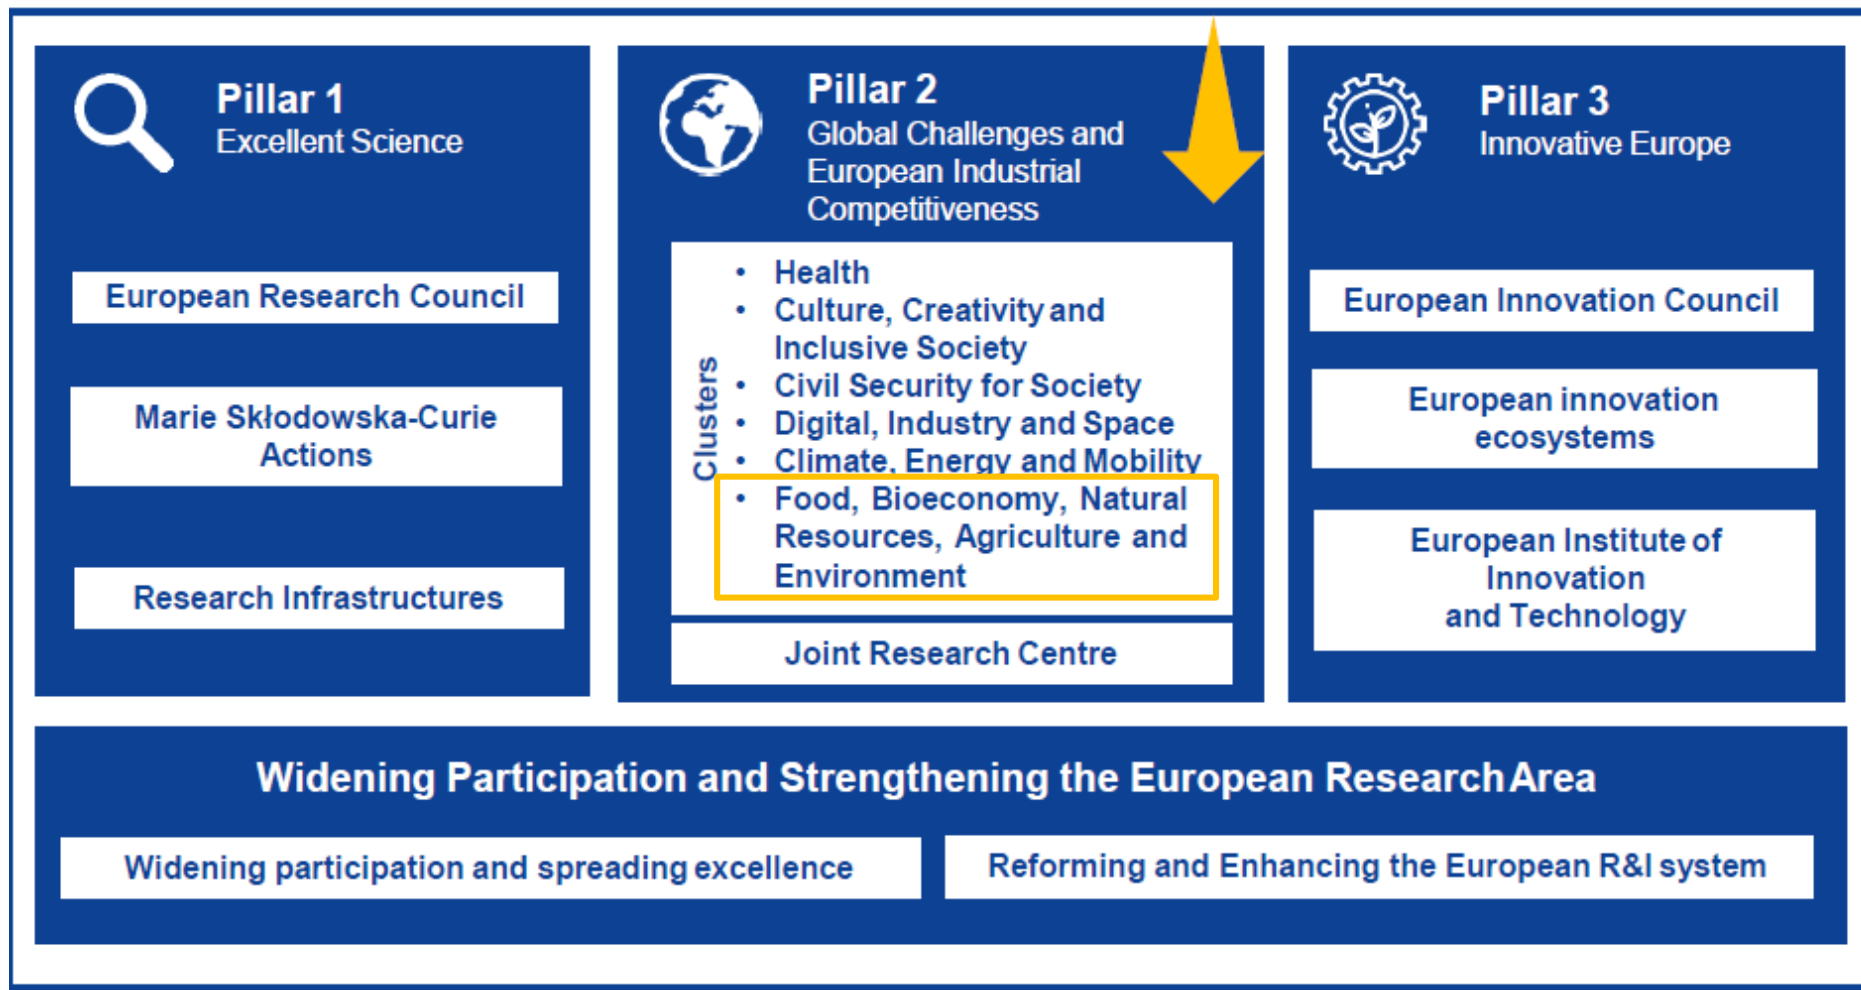 Pillar 1
Excellent Science
European Research Council
Marie Skłodowska-Curie
Actions
Research Infrastructures
Pillar 2
Global Challenges and
European Industrial
Competitiveness
Clusters
• Health
• Culture, Creativity and
Inclusive Society
• Civil Security for Society
• Digital, Industry and Space
• Climate, Energy and Mobility
• Food, Bioeconomy, Natural
Resources, Agriculture and
Environment
Joint Research Centre
Pillar 3
Innovative Europe
European Innovation Council
European innovation
ecosystems
European Institute of
Innovation
and Technology
Widening Participation and Strengthening the European Research Area
Widening participation and spreading excellence
Reforming and Enhancing the European R&I system